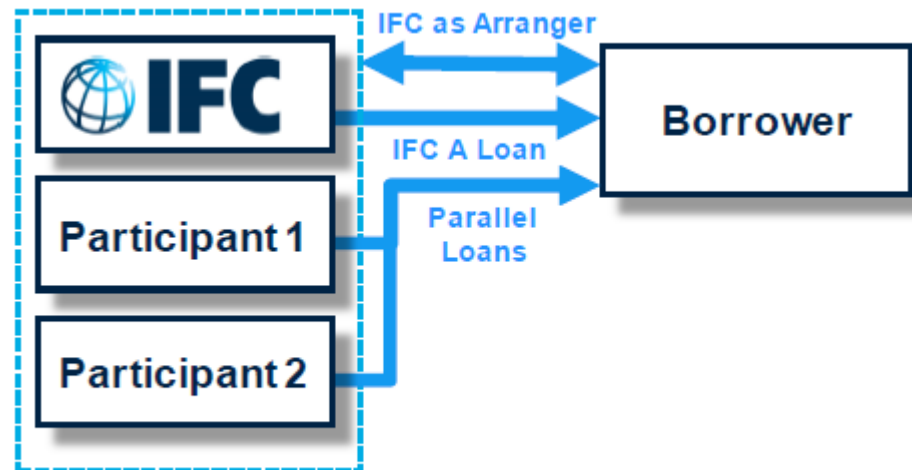 IFC as Arranger
IFC
Borrower
IFC A Loan
Participant 1
Parallel
Loans
Participant 2